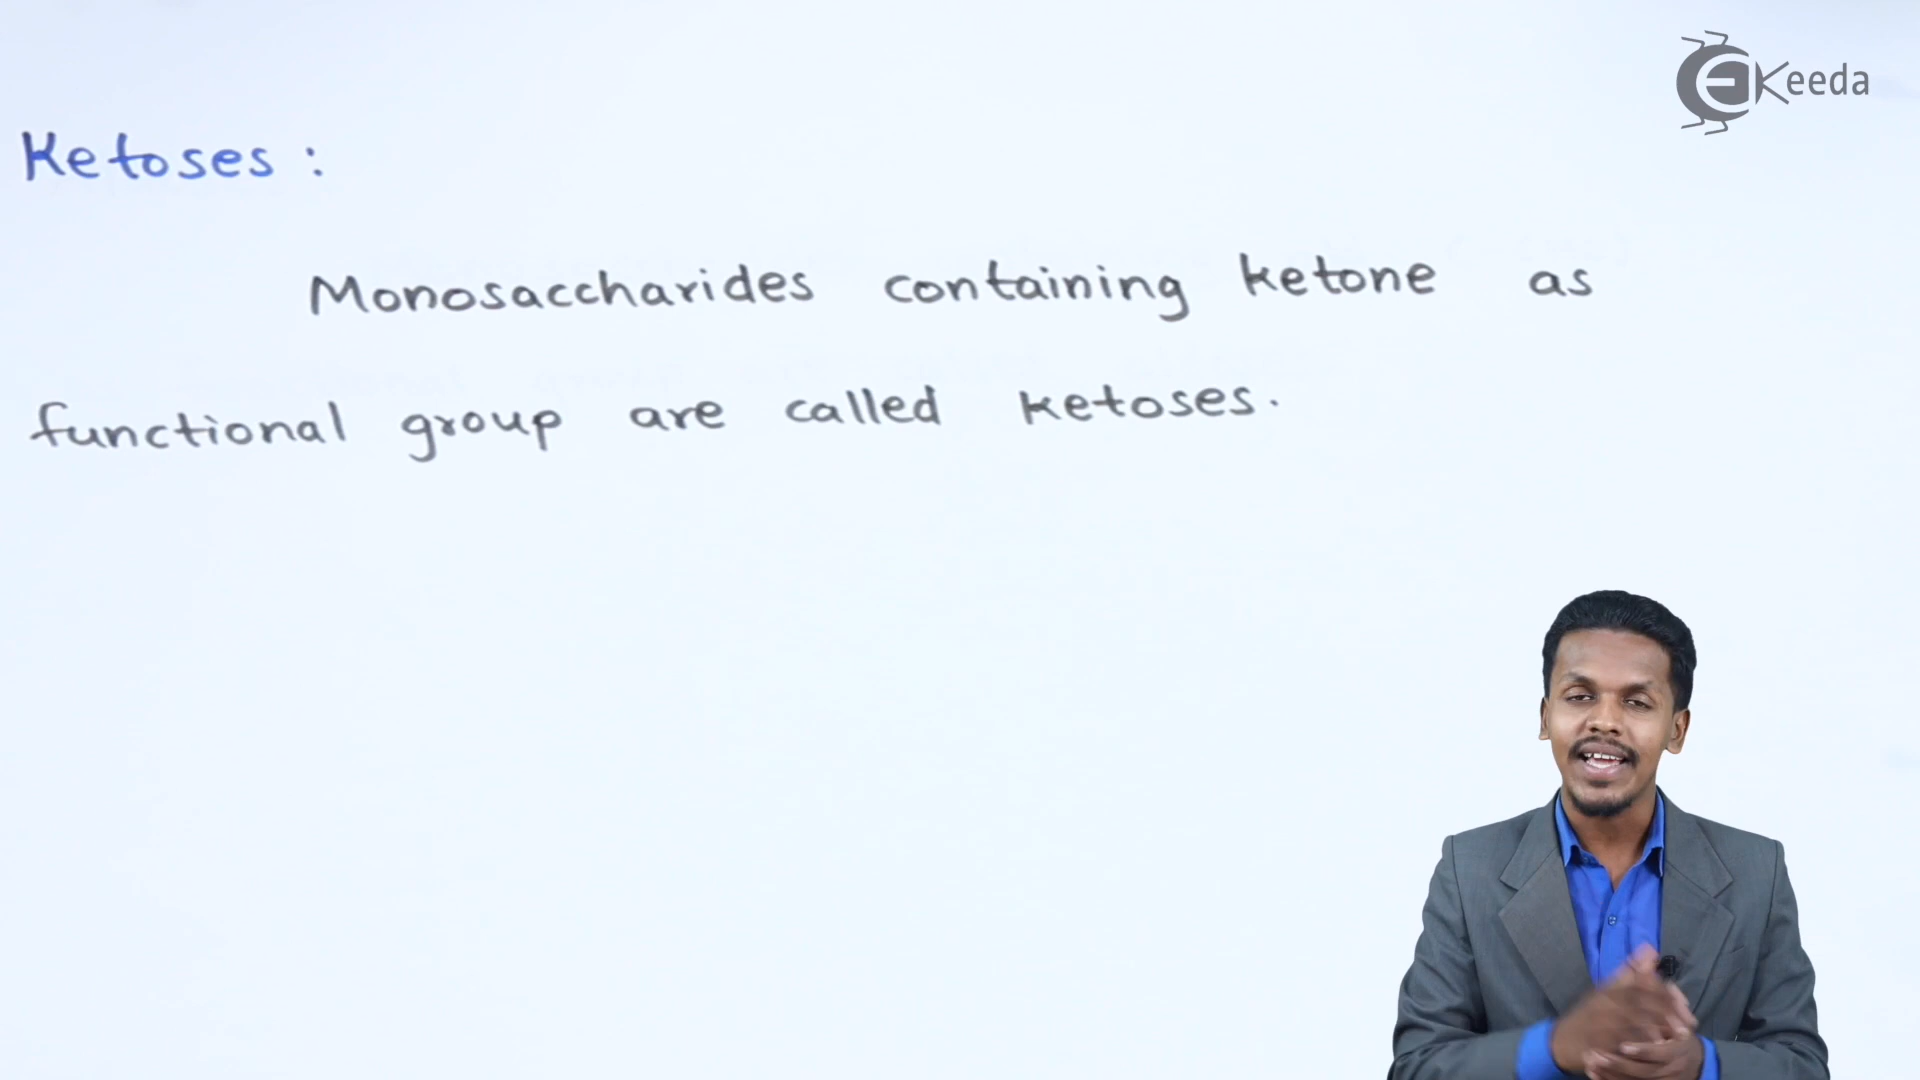 EKeeda
Ketoses :
Monosaccharides containing ketone as
functional group are called ketoses.